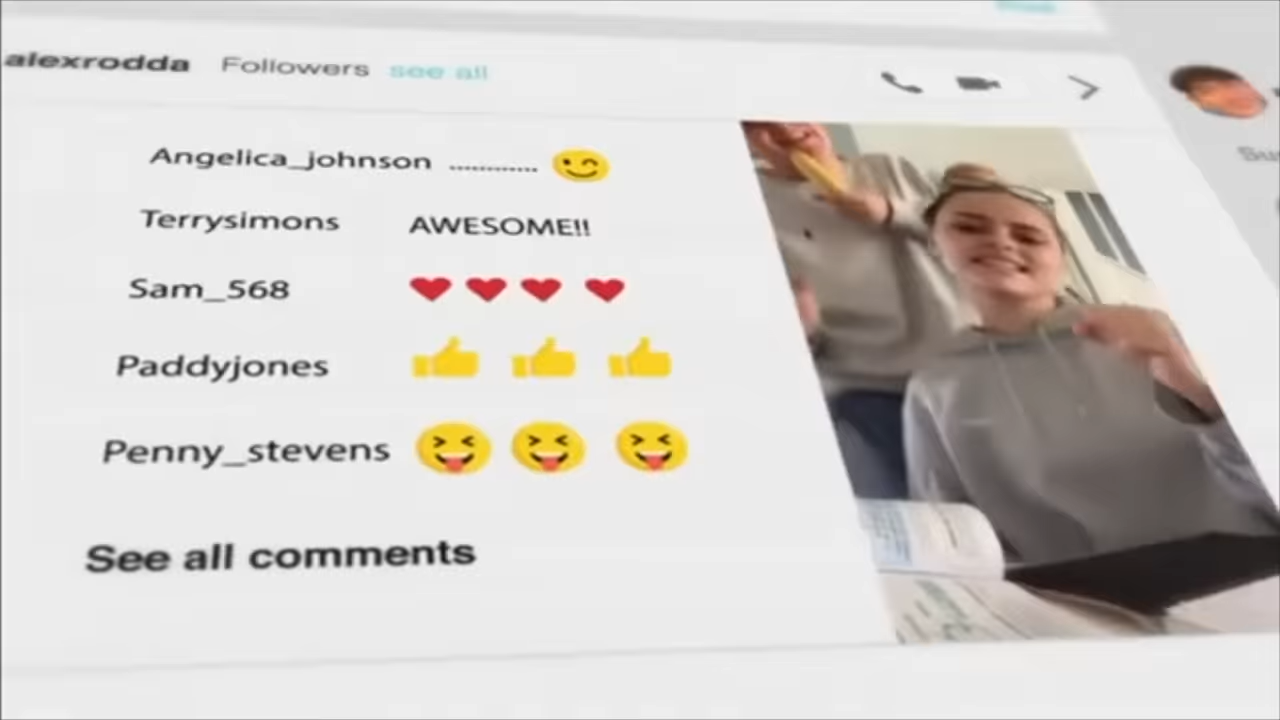 alexrodda Followers see all
Angelica_johnson ............ 😉
Terrysimons AWESOME!!
Sam_568 ❤️ ❤️ ❤️ ❤️
Paddyjones 👍 👍 👍
Penny_stevens 😝 😝 😝
See all comments